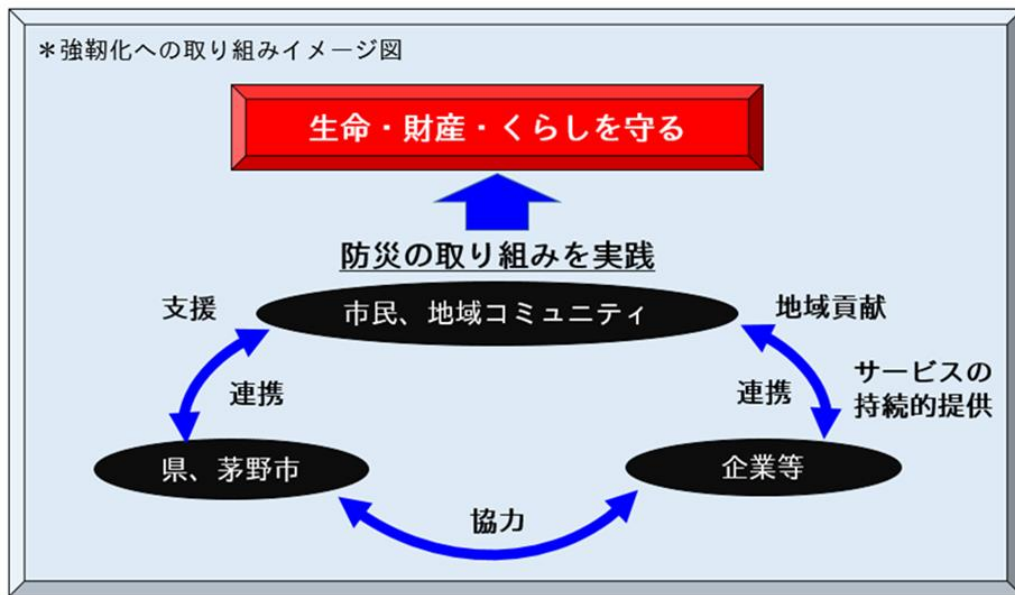 ＊強靭化への取り組みイメージ図
生命・財産・くらしを守る
防災の取り組みを実践
支援
市民、地域コミュニティ
地域貢献
連携
連携
サービスの
持続的提供
県、茅野市
企業等
協力